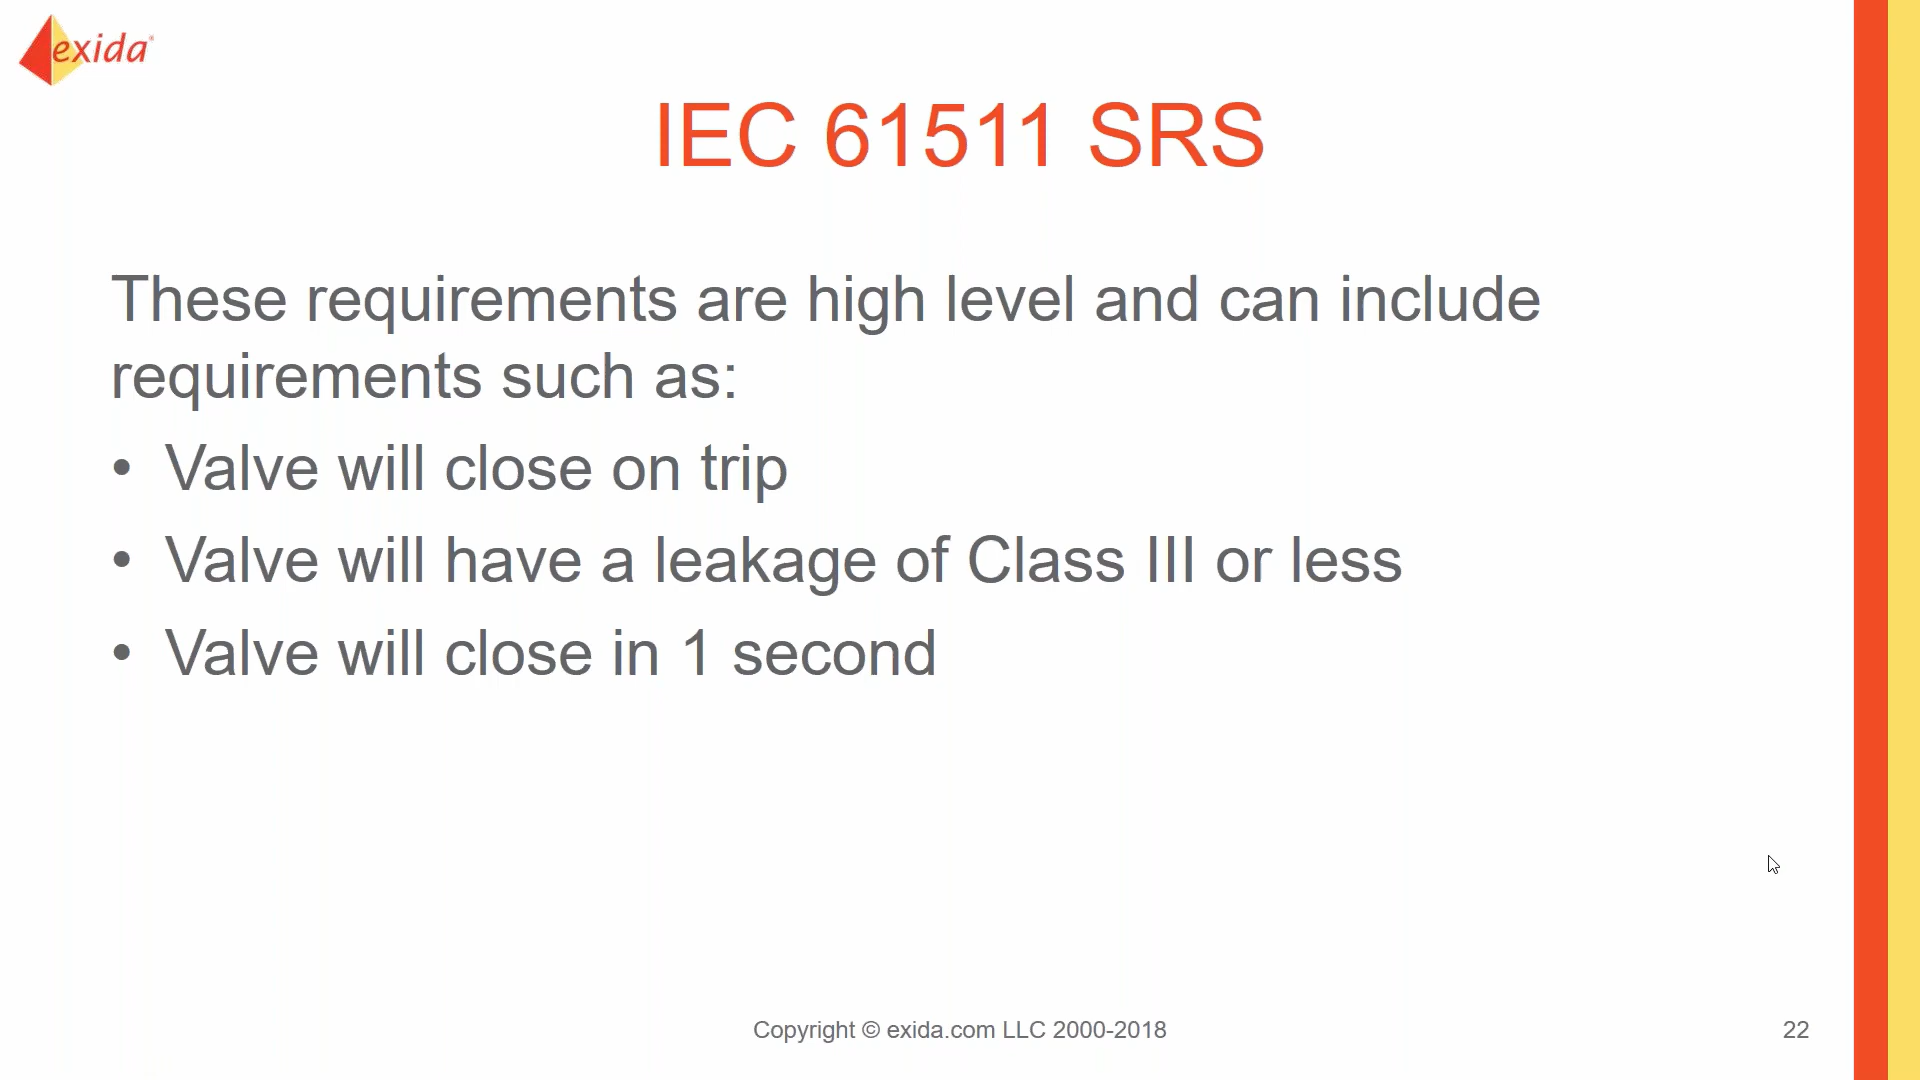 exida
IEC 61511 SRS
These requirements are high level and can include
requirements such as:
• Valve will close on trip
• Valve will have a leakage of Class III or less
• Valve will close in 1 second
Copyright © exida.com LLC 2000-2018
22